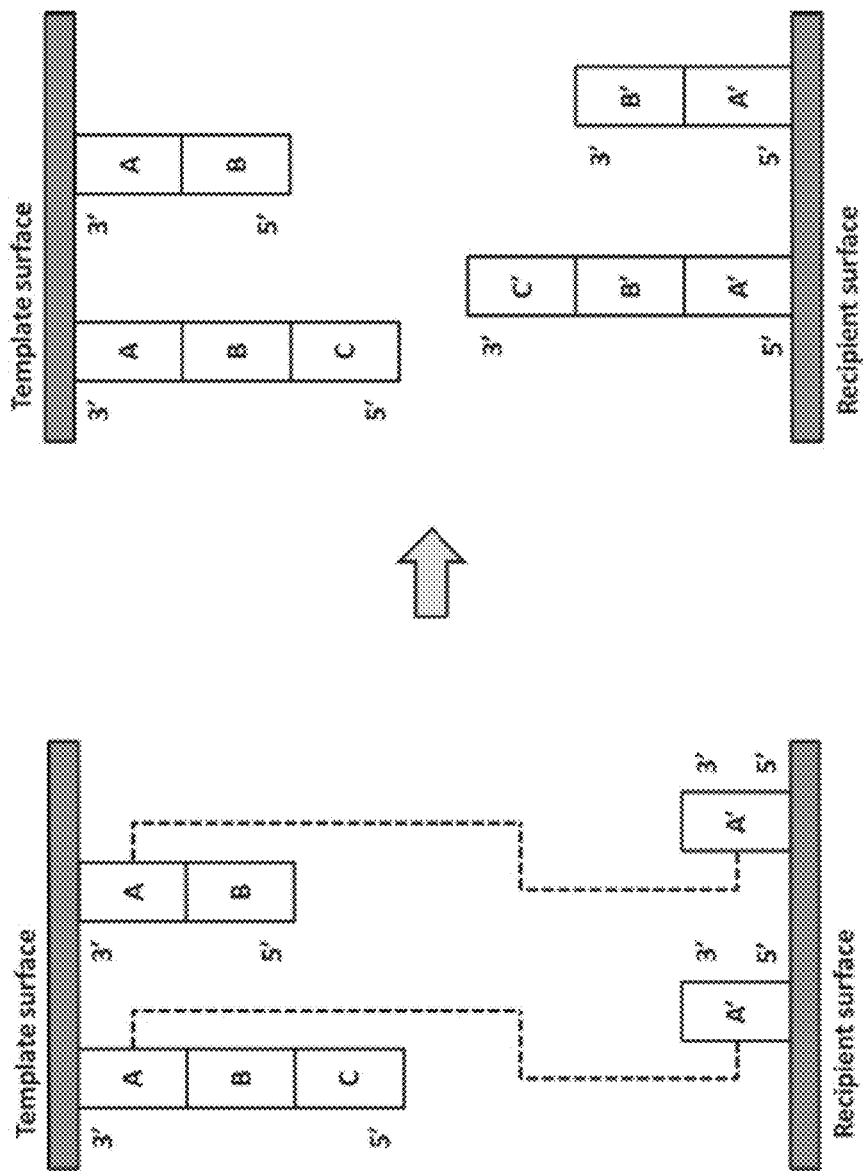 Template surface
3'
A
B
C
5'
3'
A
B
5'
A'
3'
5'
A'
3'
5'
Recipient surface
Template surface
3'
A
B
C
5'
3'
A
B
5'
3'
C'
B'
A'
5'
3'
B'
A'
5'
Recipient surface